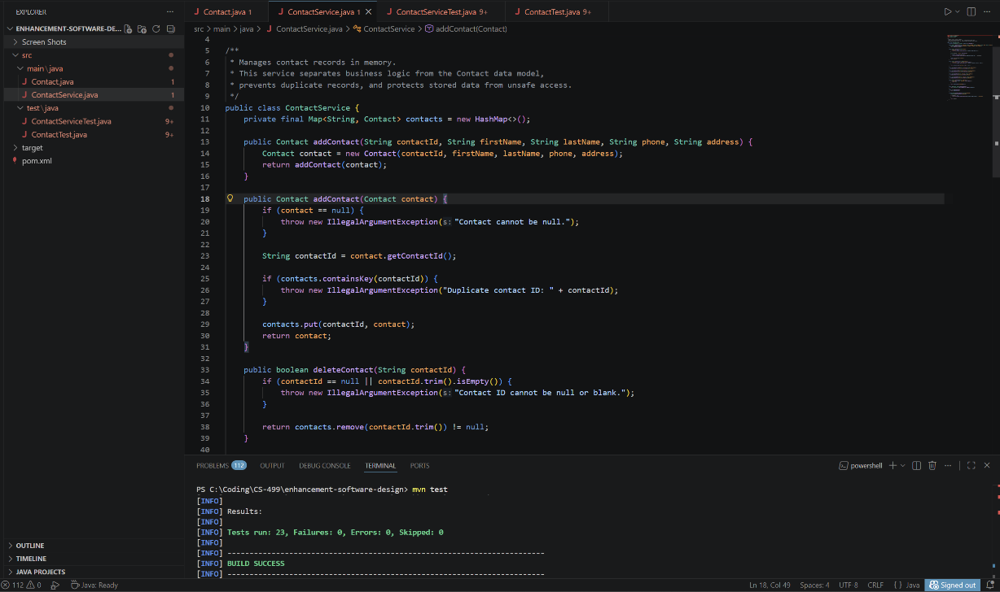 EXPLORER
Contact.java 1
ContactService.java 1
ContactServiceTest.java 9+
ContactTest.java 9+
ENHANCEMENT-SOFTWARE-DE...
src > main > java > ContactService.java > ContactService > addContact(Contact)
Screen Shots
src
main \ java
Contact.java 1
ContactService.java 1
test \ java
ContactServiceTest.java 9+
ContactTest.java 9+
target
pom.xml
4
5 /**
6 * Manages contact records in memory.
7 * This service separates business logic from the Contact data model,
8 * prevents duplicate records, and protects stored data from unsafe access.
9 */
10 public class ContactService {
11 private final Map<String, Contact> contacts = new HashMap<>();
12
13 public Contact addContact(String contactId, String firstName, String lastName, String phone, String address) {
14 Contact contact = new Contact(contactId, firstName, lastName, phone, address);
15 return addContact(contact);
16 }
17
18 public Contact addContact(Contact contact) {
19 if (contact == null) {
20 throw new IllegalArgumentException(s: "Contact cannot be null.");
21 }
22
23 String contactId = contact.getContactId();
24
25 if (contacts.containsKey(contactId)) {
26 throw new IllegalArgumentException("Duplicate contact ID: " + contactId);
27 }
28
29 contacts.put(contactId, contact);
30 return contact;
31 }
32
33 public boolean deleteContact(String contactId) {
34 if (contactId == null || contactId.trim().isEmpty()) {
35 throw new IllegalArgumentException(s: "Contact ID cannot be null or blank.");
36 }
37
38 return contacts.remove(contactId.trim()) != null;
39 }
40
PROBLEMS 112 OUTPUT DEBUG CONSOLE TERMINAL PORTS
powershell
PS C:\Coding\CS-499\enhancement-software-design> mvn test
[INFO]
[INFO] Results:
[INFO]
[INFO] Tests run: 23, Failures: 0, Errors: 0, Skipped: 0
[INFO]
[INFO] ------------------------------------------------------------------------
[INFO] BUILD SUCCESS
[INFO] ------------------------------------------------------------------------
OUTLINE
TIMELINE
JAVA PROJECTS
112 0 Java: Ready
Ln 18, Col 49 Spaces: 4 UTF-8 CRLF {} Java Signed out